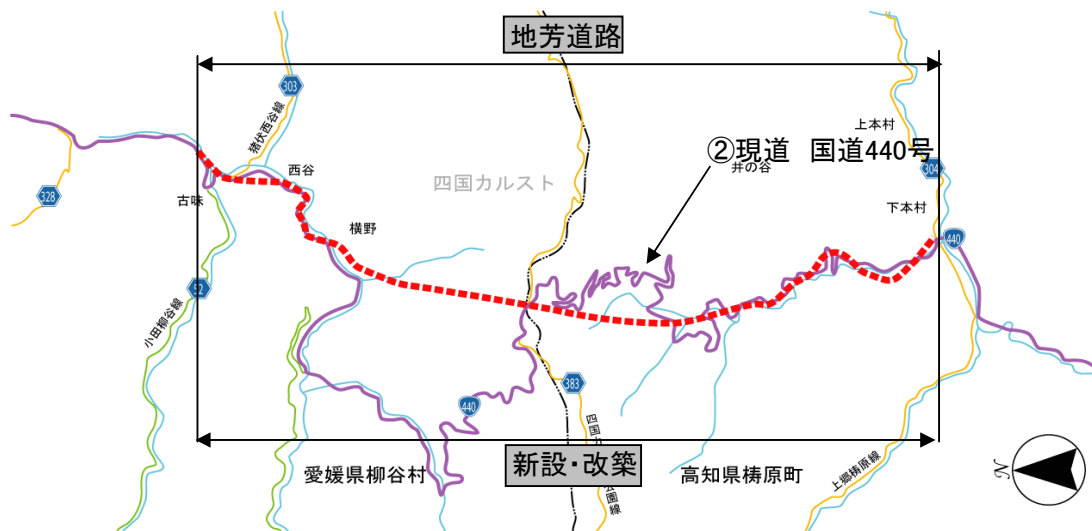 地芳道路
303
猪伏西谷線
上本村
②現道 国道440号
井の谷
304
西谷
四国カルスト
328
古味
下本村
横野
440
52
小田柳谷線
383
440
四国カ
公園線
新設・改築
愛媛県柳谷村
高知県梼原町
上郷梼原線
N